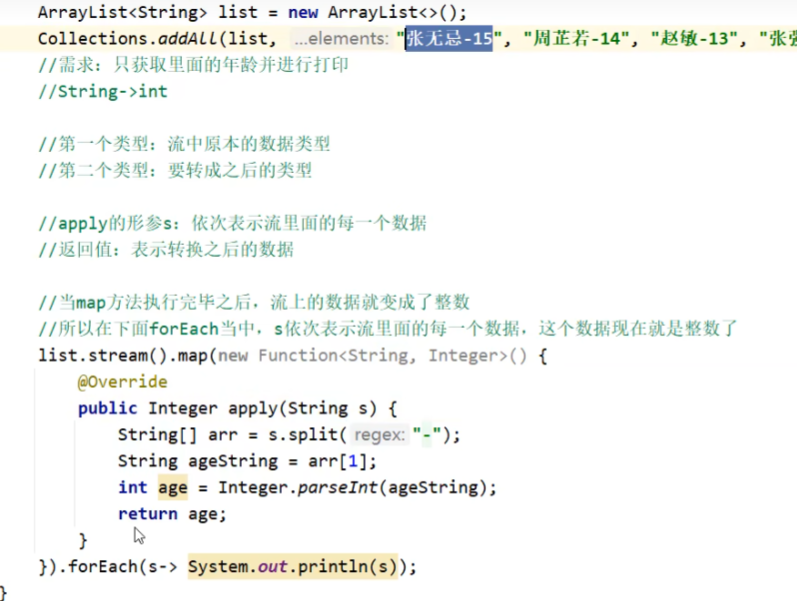 ArrayList<String> list = new ArrayList<>();
Collections.addAll(list, ...elements: "张无忌-15", "周芷若-14", "赵敏-13", "张强
//需求：只获取里面的年龄并进行打印
//String->int
//第一个类型：流中原本的数据类型
//第二个类型：要转成之后的类型
//apply的形参s：依次表示流里面的每一个数据
//返回值：表示转换之后的数据
//当map方法执行完毕之后，流上的数据就变成了整数
//所以在下面forEach当中，s依次表示流里面的每一个数据，这个数据现在就是整数了
list.stream().map(new Function<String, Integer>() {
@Override
public Integer apply(String s) {
String[] arr = s.split( regex: "-");
String ageString = arr[1];
int age = Integer.parseInt(ageString);
return age;
}
}).forEach(s-> System.out.println(s));
}